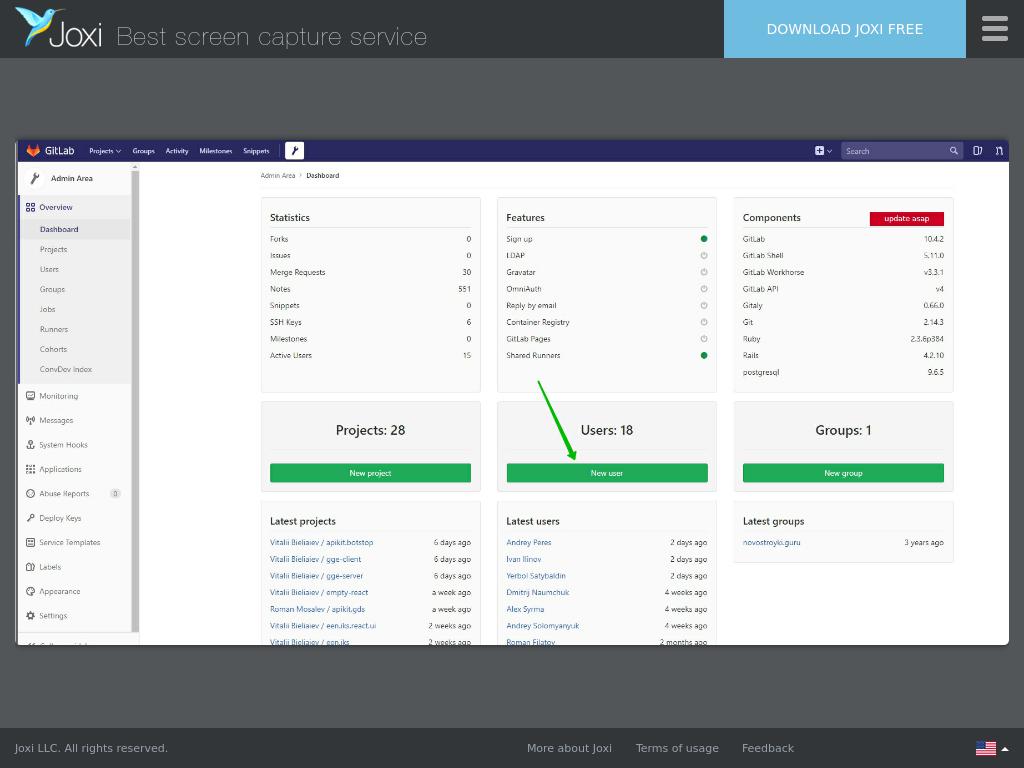 Joxi Best screen capture service
DOWNLOAD JOXI FREE
GitLab Projects Groups Activity Milestones Snippets Search
Admin Area
Overview
Dashboard
Projects
Users
Groups
Jobs
Runners
Cohorts
ConvDev Index
Monitoring
Messages
System Hooks
Applications
Abuse Reports 0
Deploy Keys
Service Templates
Labels
Appearance
Settings
Admin Area › Dashboard
Statistics
Forks 0
Issues 0
Merge Requests 30
Notes 551
Snippets 0
SSH Keys 6
Milestones 0
Active Users 15
Features
Sign up
LDAP
Gravatar
OmniAuth
Reply by email
Container Registry
GitLab Pages
Shared Runners
Components update asap
GitLab 10.4.2
GitLab Shell 5.11.0
GitLab Workhorse v3.3.1
GitLab API v4
Gitaly 0.66.0
Git 2.14.3
Ruby 2.3.6p384
Rails 4.2.10
postgresql 9.6.5
Projects: 28
New project
Users: 18
New user
Groups: 1
New group
Latest projects
Vitalii Bieliaiev / apikit.botstop 6 days ago
Vitalii Bieliaiev / gge-client 6 days ago
Vitalii Bieliaiev / gge-server 6 days ago
Vitalii Bieliaiev / empty-react a week ago
Roman Mosalev / apikit.gds a week ago
Vitalii Bieliaiev / een.iks.react.ui 2 weeks ago
Vitalii Bieliaiev / een.iks 2 weeks ago
Latest users
Andrey Peres 2 days ago
Ivan Ilinov 2 days ago
Yerbol Satybaldin 2 days ago
Dmitrij Naumchuk 4 weeks ago
Alex Syrma 4 weeks ago
Andrey Solomyanyuk 4 weeks ago
Roman Filatov 2 months ago
Latest groups
novostroyki.guru 3 years ago
Joxi LLC. All rights reserved.
More about Joxi Terms of usage Feedback